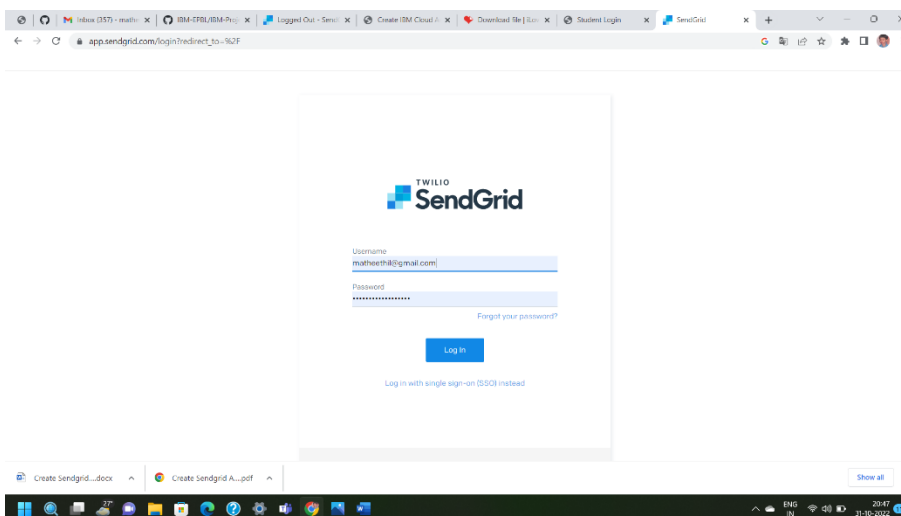 Inbox (357) - mathe
IBM-EPBL/IBM-Proj
Logged Out - Send
Create IBM Cloud A
Download file | iLov
Student Login
SendGrid
app.sendgrid.com/login?redirect_to=%2F
TWILIO
SendGrid
Username
matheethil@gmail.com
Password
Forgot your password?
Log In
Log in with single sign-on (SSO) instead
Create Sendgrid....docx
Create Sendgrid A....pdf
Show all
27°
ENG
IN
20:47
31-10-2022